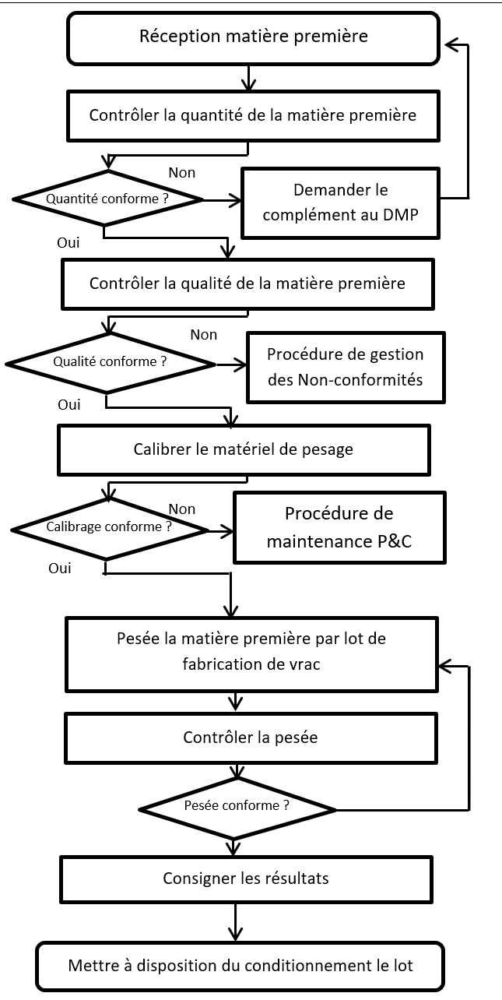 Réception matière première
Contrôler la quantité de la matière première
Non
Quantité conforme ?
Demander le
complément au DMP
Oui
Contrôler la qualité de la matière première
Non
Qualité conforme ?
Procédure de gestion
des Non-conformités
Oui
Calibrer le matériel de pesage
Non
Calibrage conforme ?
Procédure de
maintenance P&C
Oui
Pesée la matière première par lot de
fabrication de vrac
Contrôler la pesée
Pesée conforme ?
Consigner les résultats
Mettre à disposition du conditionnement le lot